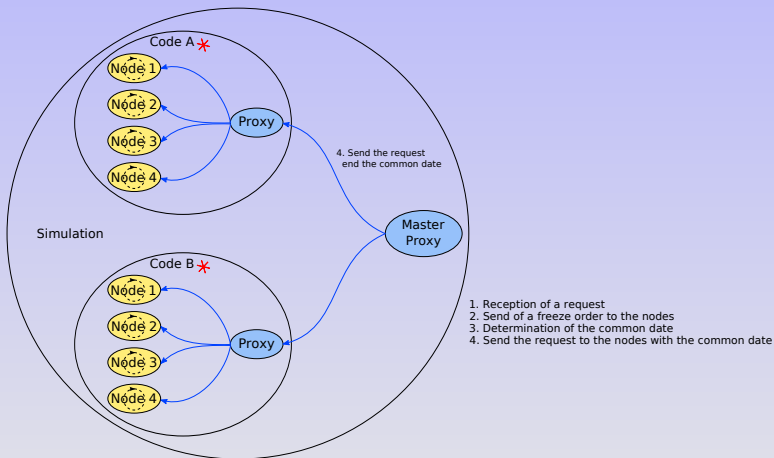 Code A
Node 1
Node 2
Node 3
Node 4
Proxy
4. Send the request
end the common date
Simulation
Master
Proxy
Code B
Node 1
Node 2
Node 3
Node 4
Proxy
1. Reception of a request
2. Send of a freeze order to the nodes
3. Determination of the common date
4. Send the request to the nodes with the common date